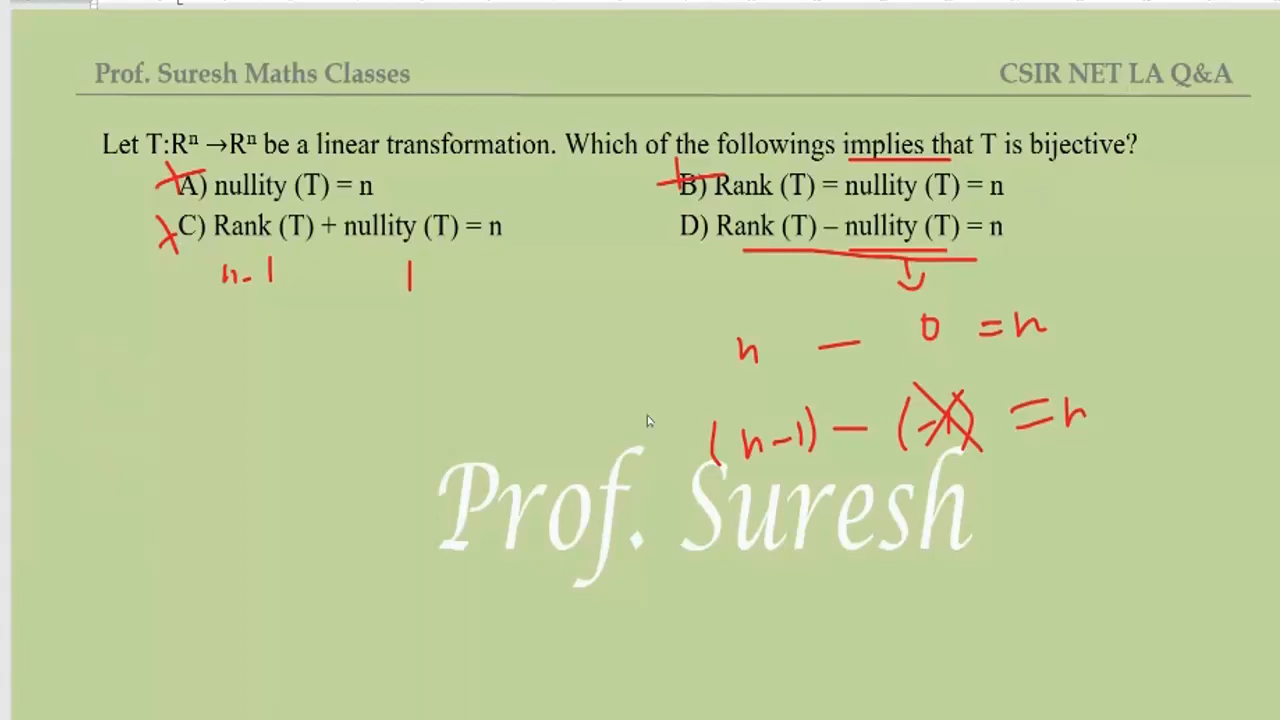 Prof. Suresh Maths Classes CSIR NET LA Q&A
Let T:Rⁿ →Rⁿ be a linear transformation. Which of the followings implies that T is bijective?
A) nullity (T) = n B) Rank (T) = nullity (T) = n
C) Rank (T) + nullity (T) = n D) Rank (T) – nullity (T) = n
n-1 1
n - 0 = n
(n-1) - (-1) = n
Prof. Suresh